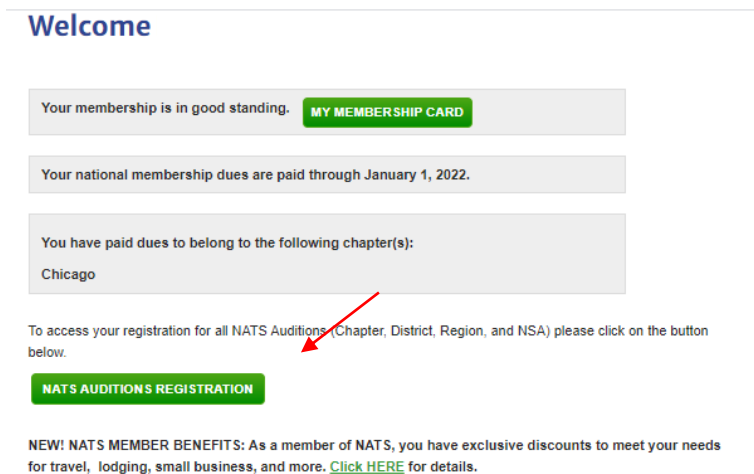 Welcome
Your membership is in good standing. MY MEMBERSHIP CARD
Your national membership dues are paid through January 1, 2022.
You have paid dues to belong to the following chapter(s):
Chicago
To access your registration for all NATS Auditions (Chapter, District, Region, and NSA) please click on the button
below.
NATS AUDITIONS REGISTRATION
NEW! NATS MEMBER BENEFITS: As a member of NATS, you have exclusive discounts to meet your needs
for travel, lodging, small business, and more. Click HERE for details.